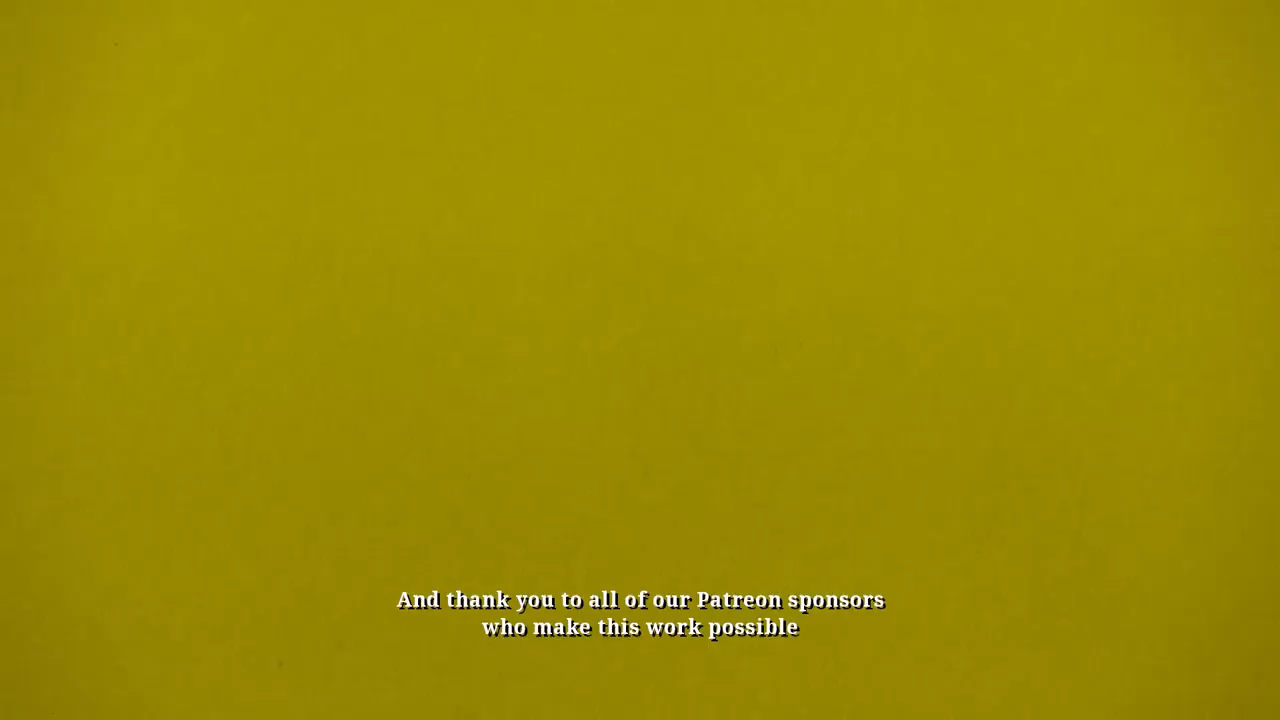 And thank you to all of our Patreon sponsors
who make this work possible